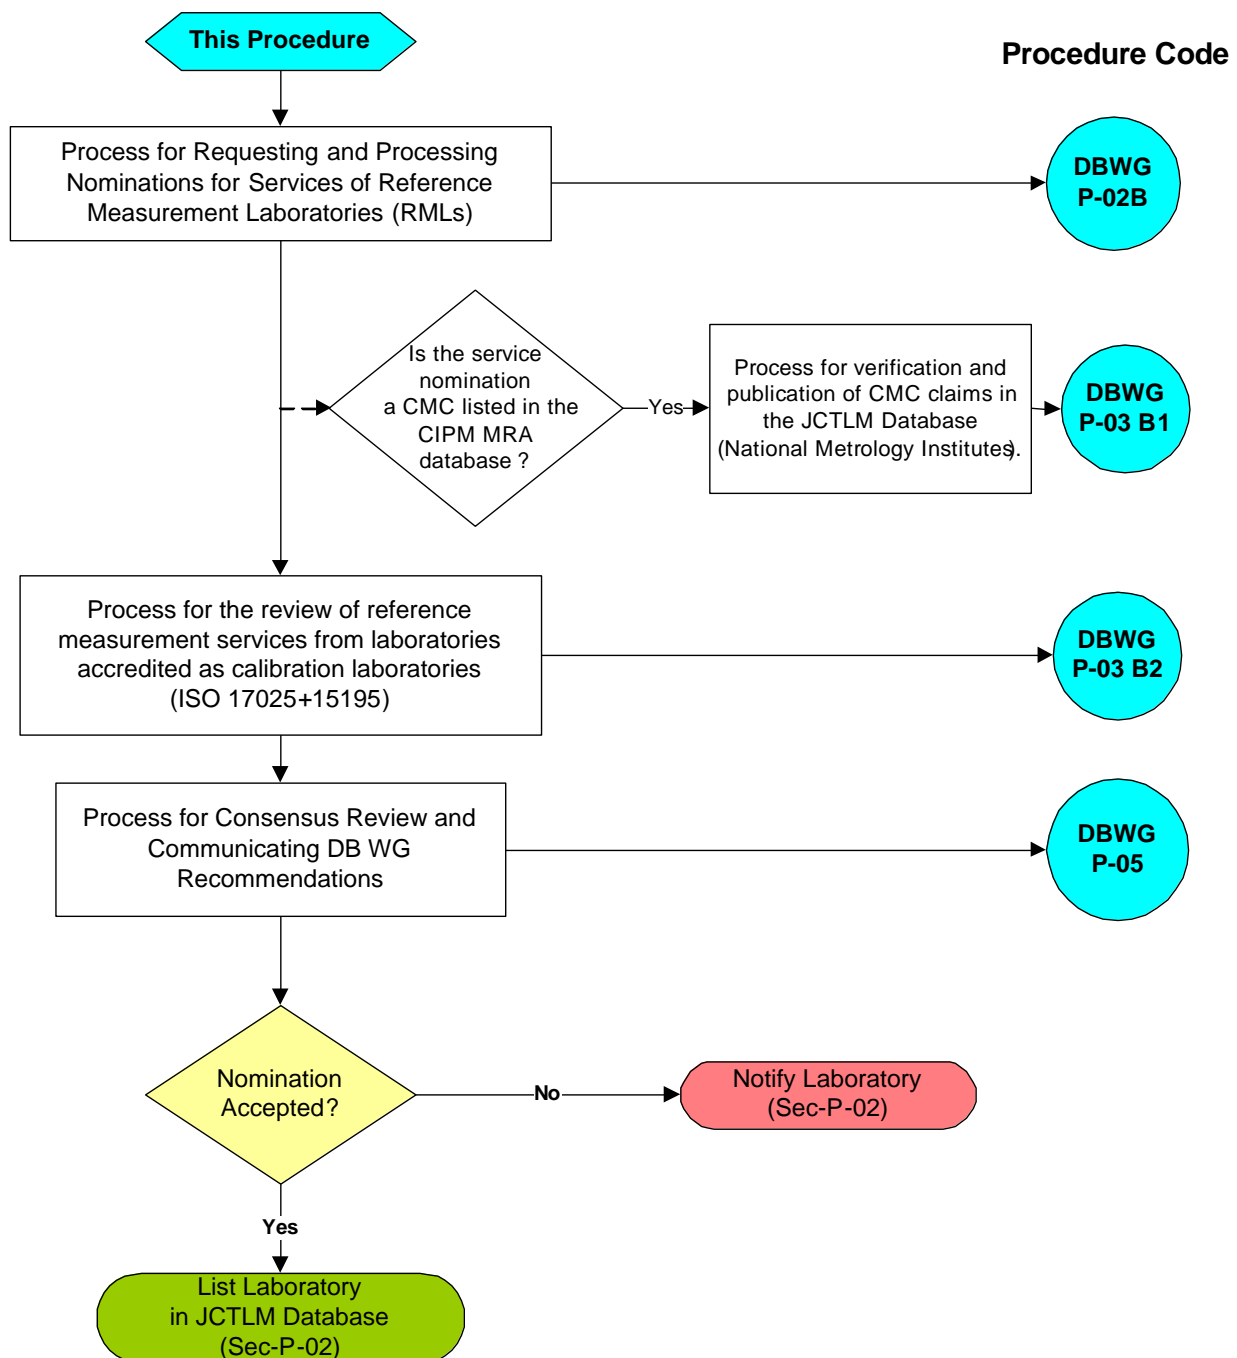 This Procedure
Procedure Code
Process for Requesting and Processing
Nominations for Services of Reference
Measurement Laboratories (RMLs)
DBWG
P-02B
Is the service
nomination
a CMC listed in the
CIPM MRA
database ?
Yes
Process for verification and
publication of CMC claims in
the JCTLM Database
(National Metrology Institutes).
DBWG
P-03 B1
Process for the review of reference
measurement services from laboratories
accredited as calibration laboratories
(ISO 17025+15195)
DBWG
P-03 B2
Process for Consensus Review and
Communicating DB WG
Recommendations
DBWG
P-05
Nomination
Accepted?
No
Notify Laboratory
(Sec-P-02)
Yes
List Laboratory
in JCTLM Database
(Sec-P-02)